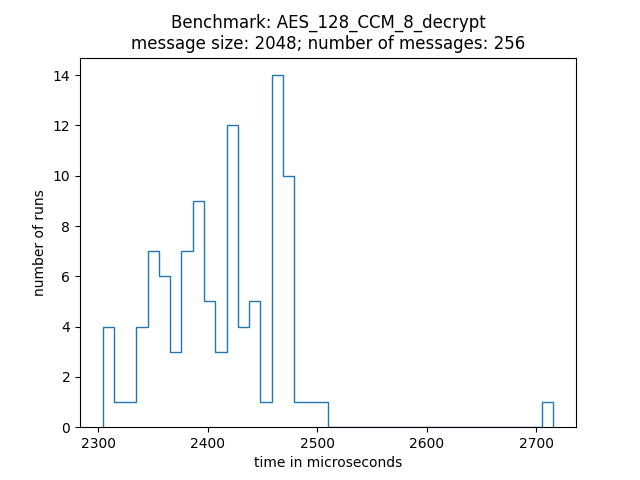 Benchmark: AES_128_CCM_8_decrypt
message size: 2048; number of messages: 256
14
12
10
8
6
4
2
0
number of runs
2300 2400 2500 2600 2700
time in microseconds